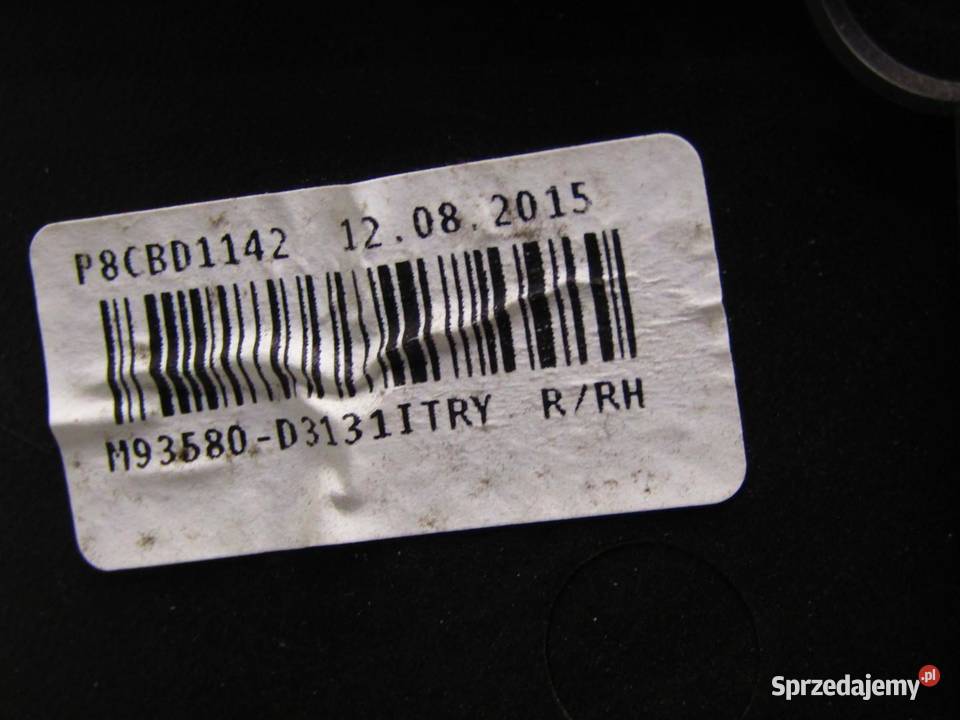 P8CBD1142 12.08.2015
M93580-D3131ITRY R/RH
Sprzedajemy.pl